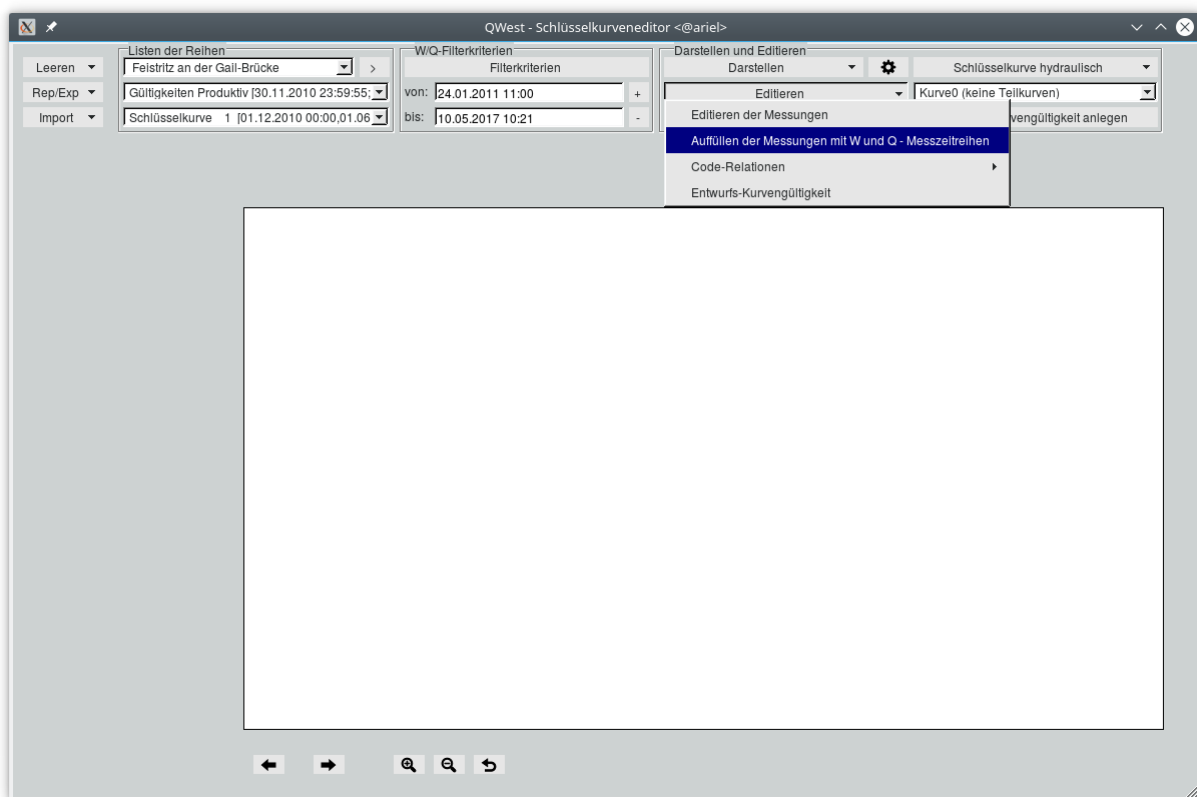 QWest - Schlüsselkurveneditor <@ariel>
Listen der Reihen
W/Q-Filterkriterien
Darstellen und Editieren
Leeren
Feistritz an der Gail-Brücke
>
Filterkriterien
Darstellen
Schlüsselkurve hydraulisch
Rep/Exp
Gültigkeiten Produktiv [30.11.2010 23:59:55;
von:
24.01.2011 11:00
+
Editieren
Kurve0 (keine Teilkurven)
Import
Schlüsselkurve 1 [01.12.2010 00:00,01.06
bis:
10.05.2017 10:21
-
Editieren der Messungen
vengültigkeit anlegen
Auffüllen der Messungen mit W und Q - Messzeitreihen
Code-Relationen
Entwurfs-Kurvengültigkeit